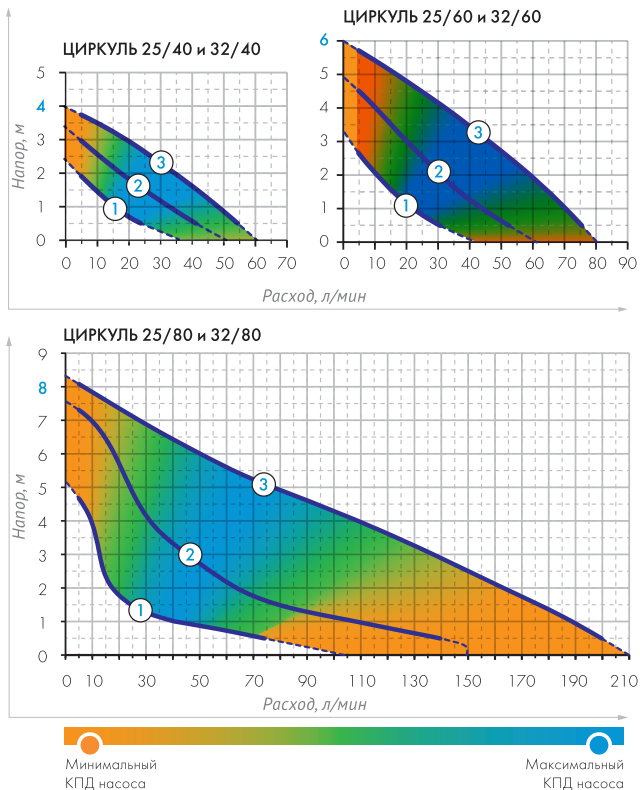 ЦИРКУЛЬ 25/40 и 32/40
Напор, м
5
4
3
2
1
0
1
2
3
0 10 20 30 40 50 60 70
ЦИРКУЛЬ 25/60 и 32/60
6
5
4
3
2
1
0
1
2
3
0 10 20 30 40 50 60 70 80 90
Расход, л/мин
ЦИРКУЛЬ 25/80 и 32/80
Напор, м
9
8
7
6
5
4
3
2
1
0
1
2
3
0 10 30 50 70 90 110 130 150 170 190 210
Расход, л/мин
Минимальный
КПД насоса
Максимальный
КПД насоса